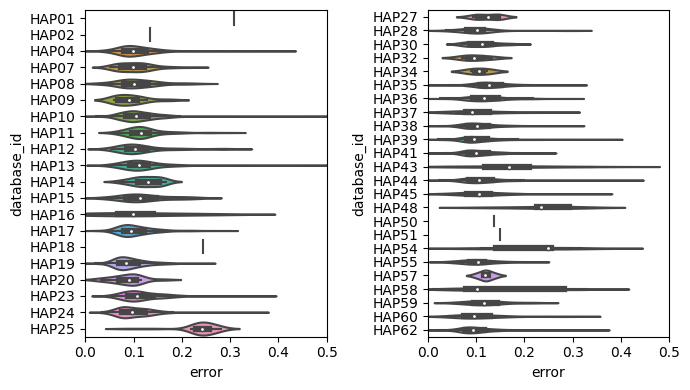 HAP01
HAP02
HAP04
HAP07
HAP08
HAP09
HAP10
HAP11
HAP12
HAP13
HAP14
HAP15
HAP16
HAP17
HAP18
HAP19
HAP20
HAP23
HAP24
HAP25
database_id
0.0 0.1 0.2 0.3 0.4 0.5
error
HAP27
HAP28
HAP30
HAP32
HAP34
HAP35
HAP36
HAP37
HAP38
HAP39
HAP41
HAP43
HAP44
HAP45
HAP48
HAP50
HAP51
HAP54
HAP55
HAP57
HAP58
HAP59
HAP60
HAP62
database_id
0.0 0.1 0.2 0.3 0.4 0.5
error